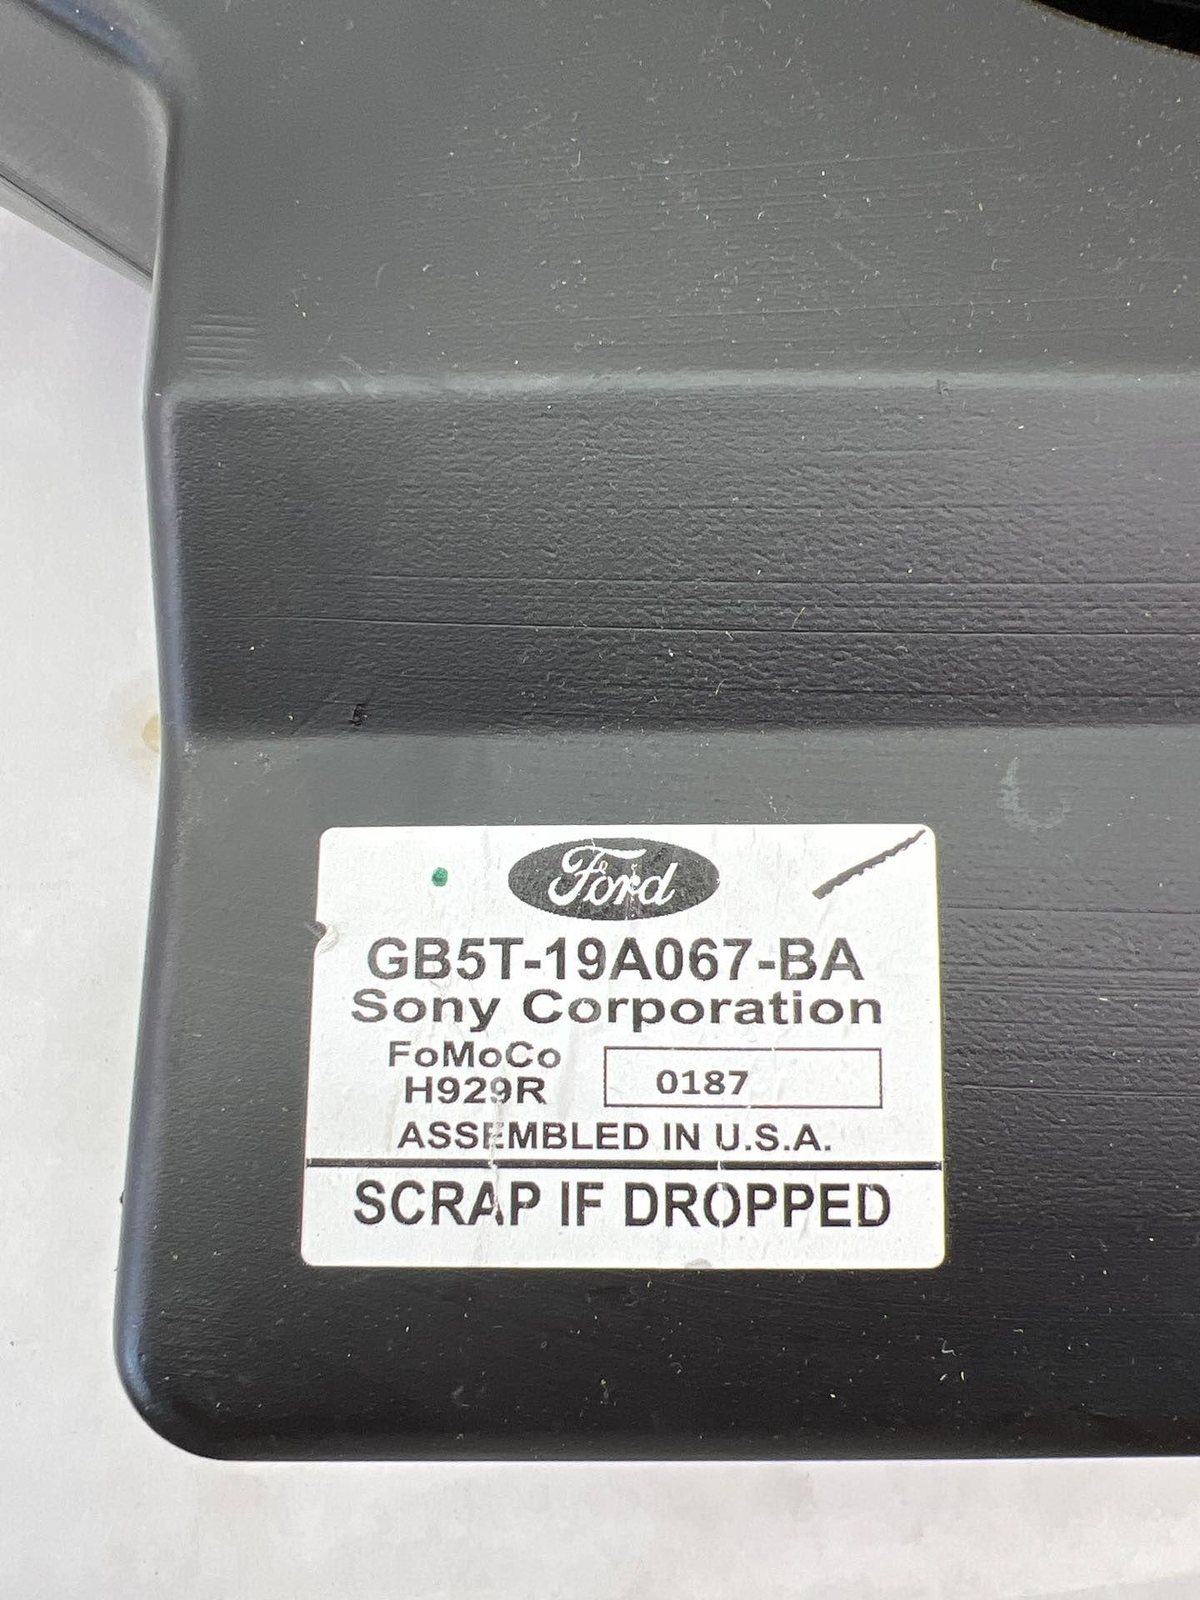 Ford
GB5T-19A067-BA
Sony Corporation
FoMoCo
H929R
0187
ASSEMBLED IN U.S.A.
SCRAP IF DROPPED